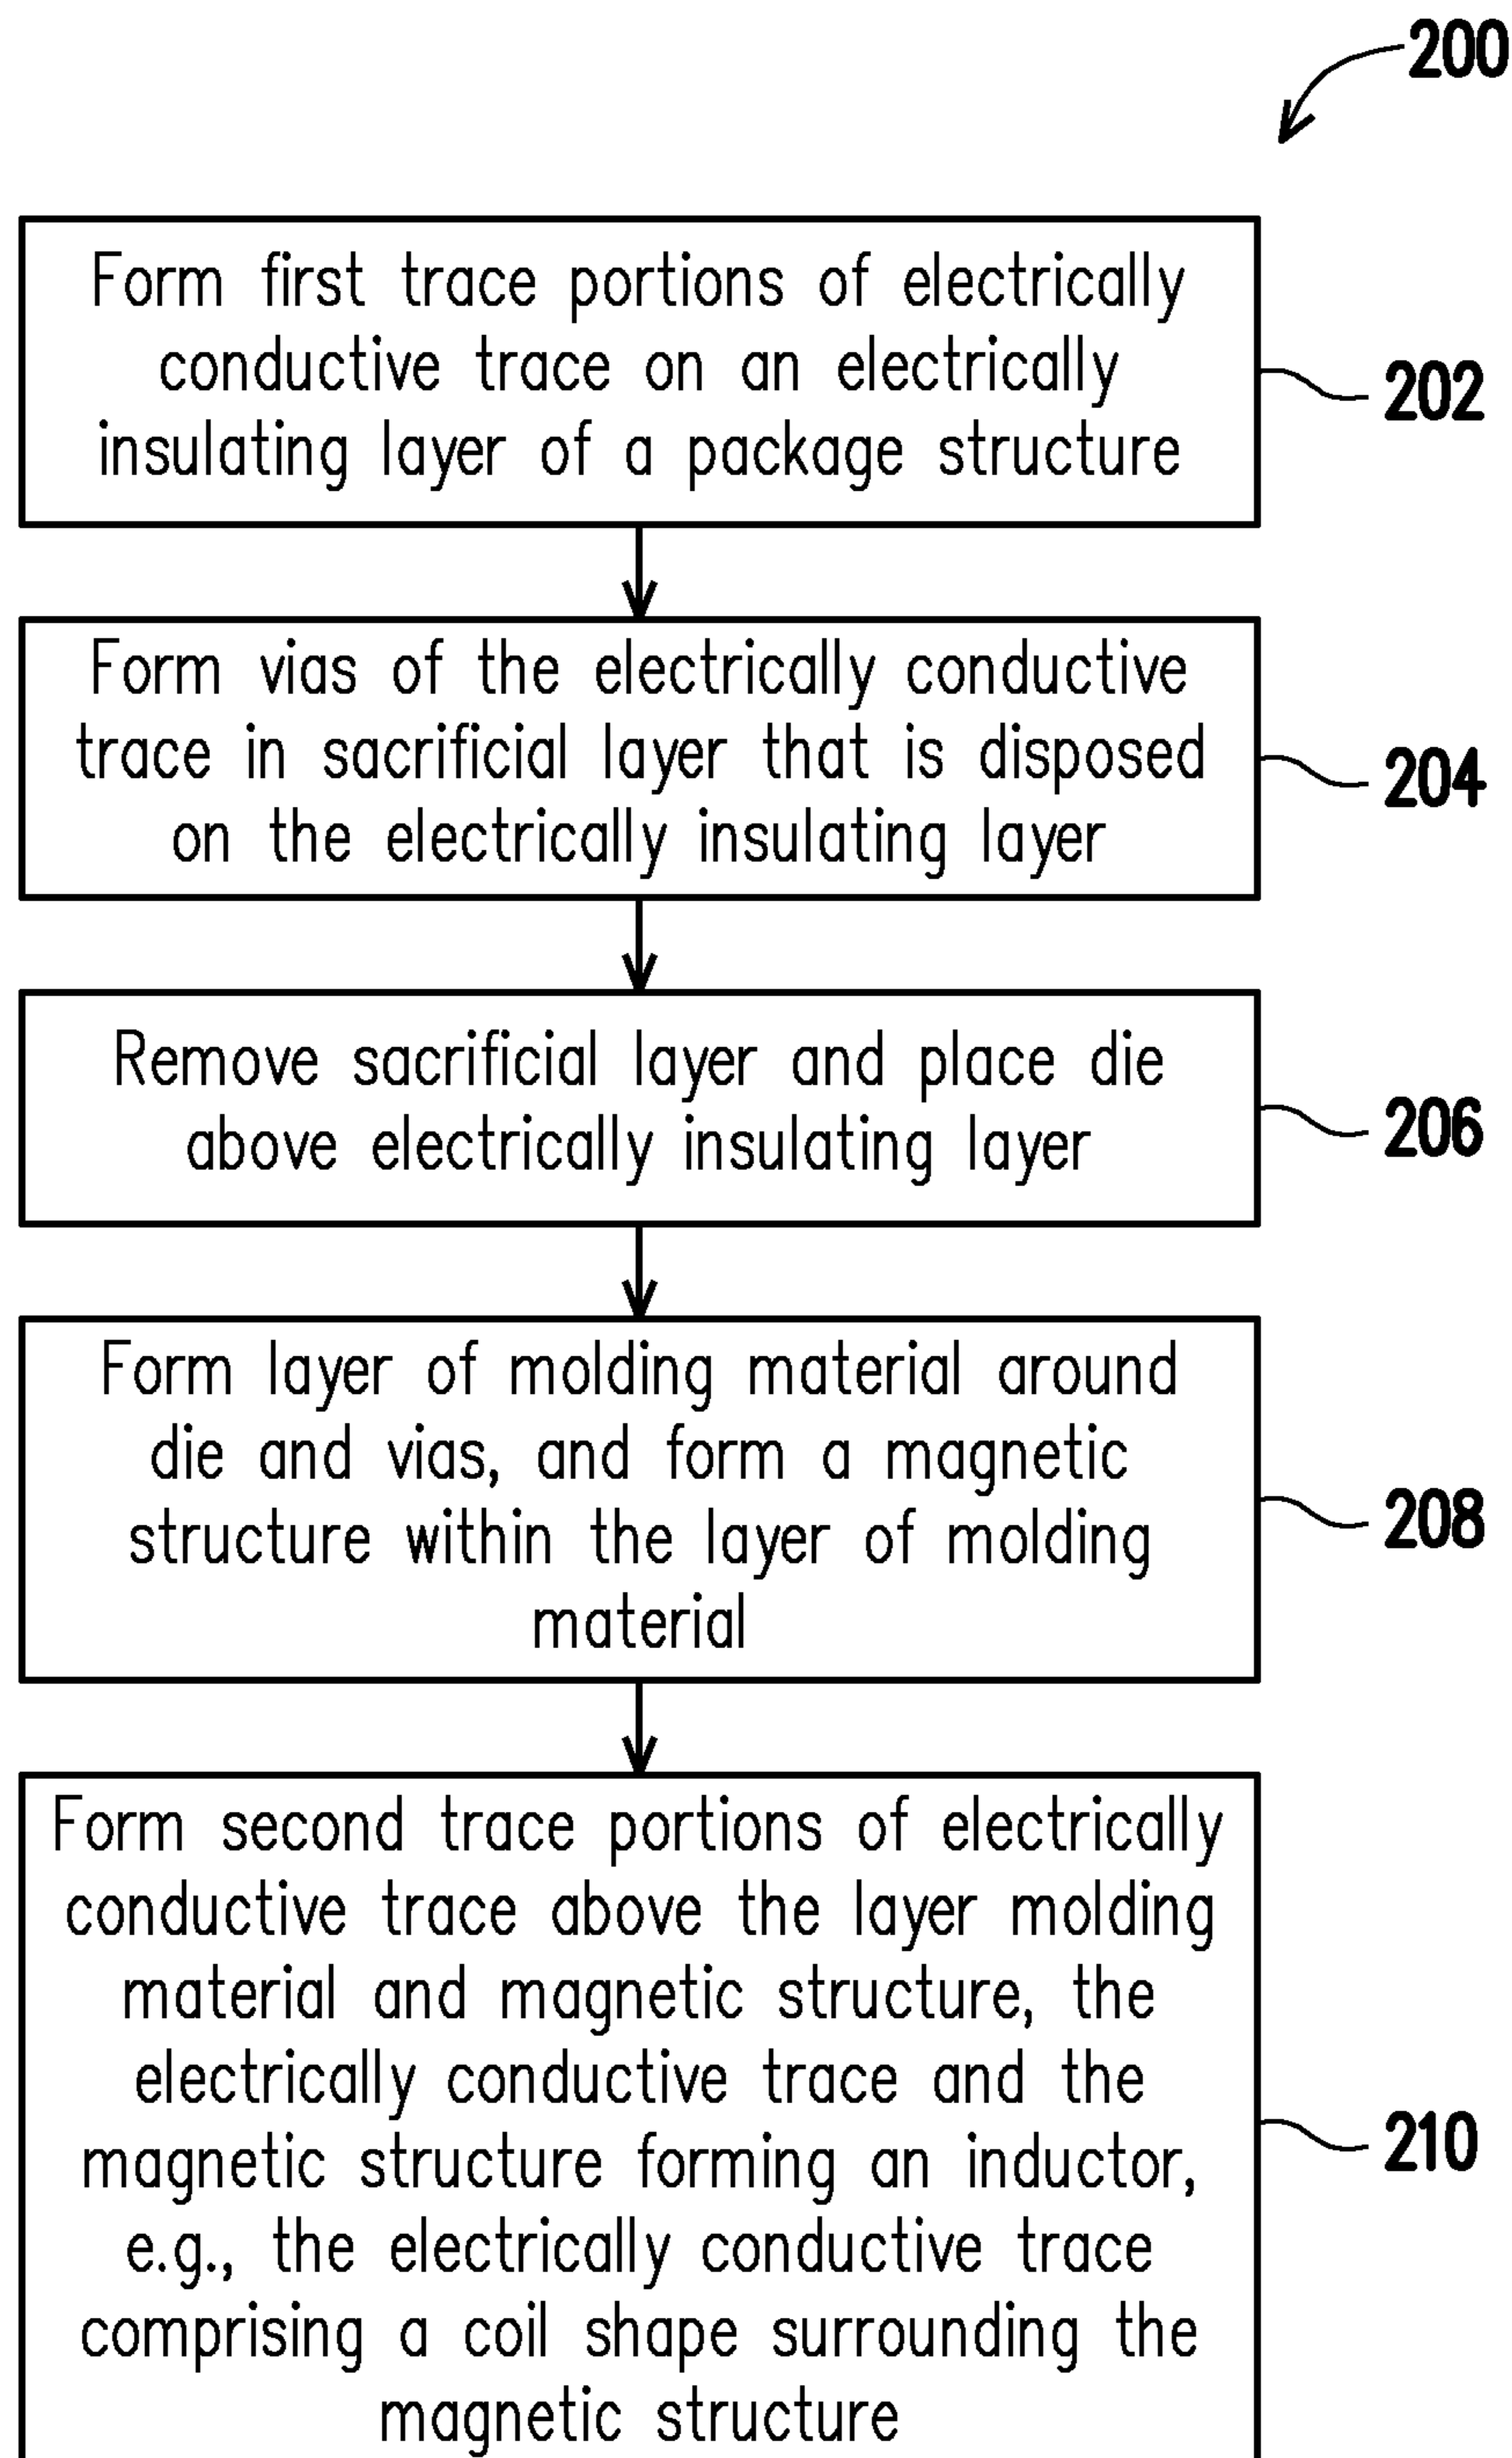 200
Form first trace portions of electrically
conductive trace on an electrically
insulating layer of a package structure
202
Form vias of the electrically conductive
trace in sacrificial layer that is disposed
on the electrically insulating layer
204
Remove sacrificial layer and place die
above electrically insulating layer
206
Form layer of molding material around
die and vias, and form a magnetic
structure within the layer of molding
material
208
Form second trace portions of electrically
conductive trace above the layer molding
material and magnetic structure, the
electrically conductive trace and the
magnetic structure forming an inductor,
e.g., the electrically conductive trace
comprising a coil shape surrounding the
magnetic structure
210